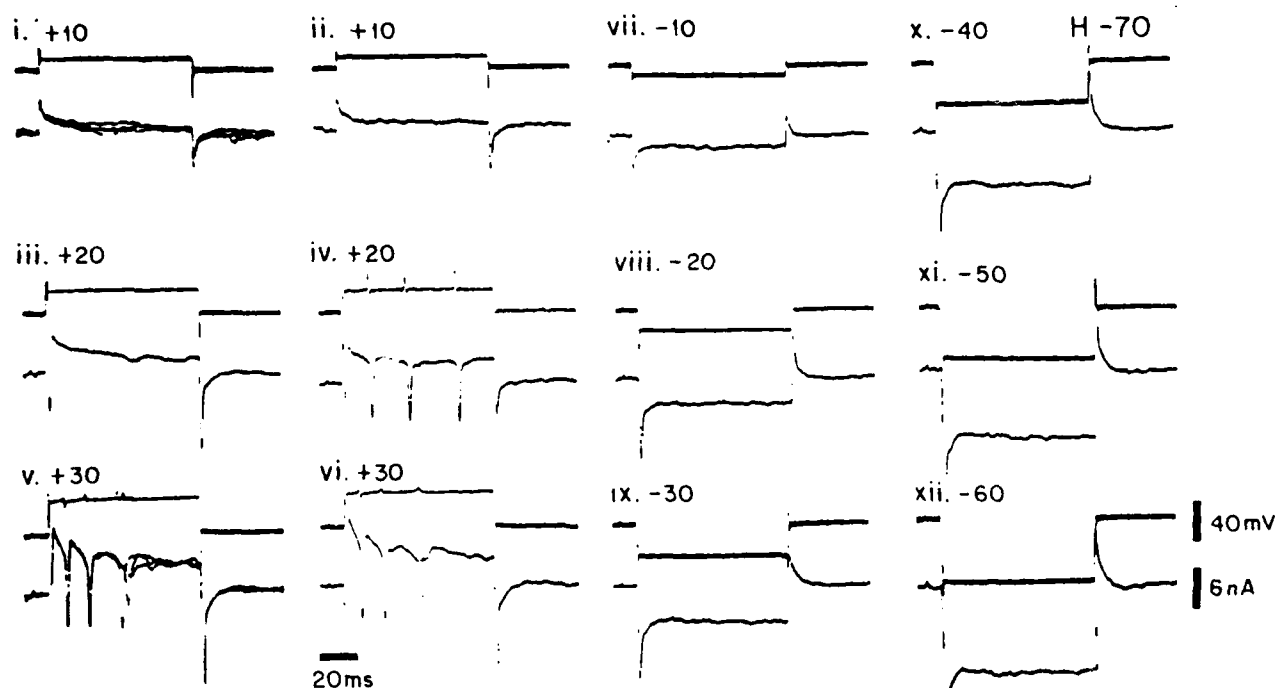 i. +10
ii. +10
vii. -10
x. -40
H -70
iii. +20
iv. +20
viii. -20
xi. -50
v. +30
vi. +30
ix. -30
xii. -60
40mV
6nA
20ms